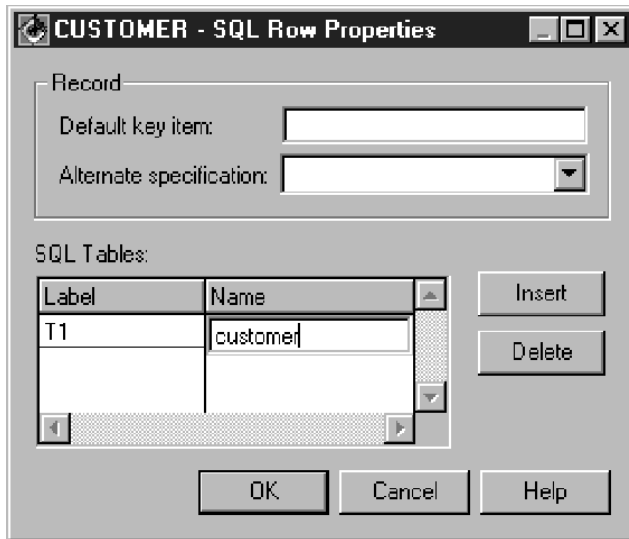 CUSTOMER - SQL Row Properties
Record
Default key item:
Alternate specification:
SQL Tables:
Label Name
T1 customer
Insert
Delete
OK Cancel Help